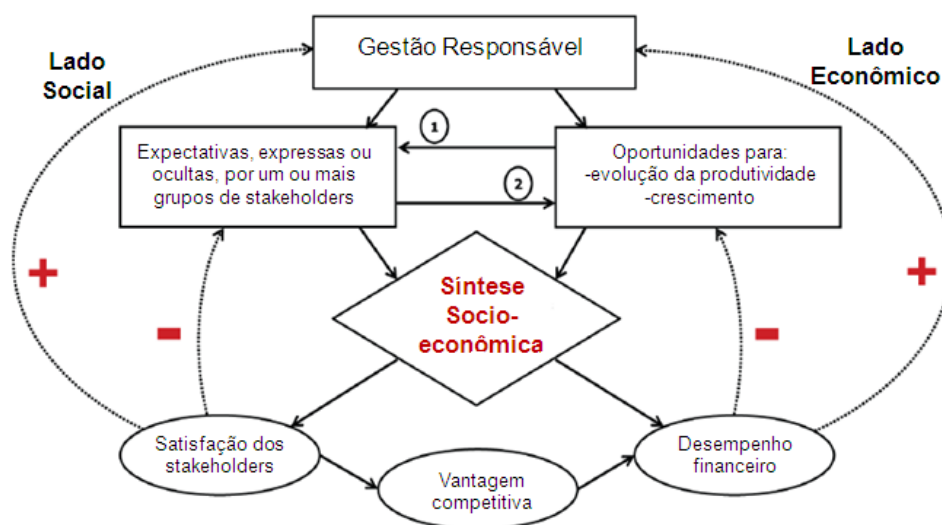 Gestão Responsável
Lado
Social
Lado
Econômico
1
Expectativas, expressas ou
ocultas, por um ou mais
grupos de stakeholders
2
Oportunidades para:
-evolução da produtividade
-crescimento
+
+
Síntese
Socio-
econômica
-
-
Satisfação dos
stakeholders
Desempenho
financeiro
Vantagem
competitiva